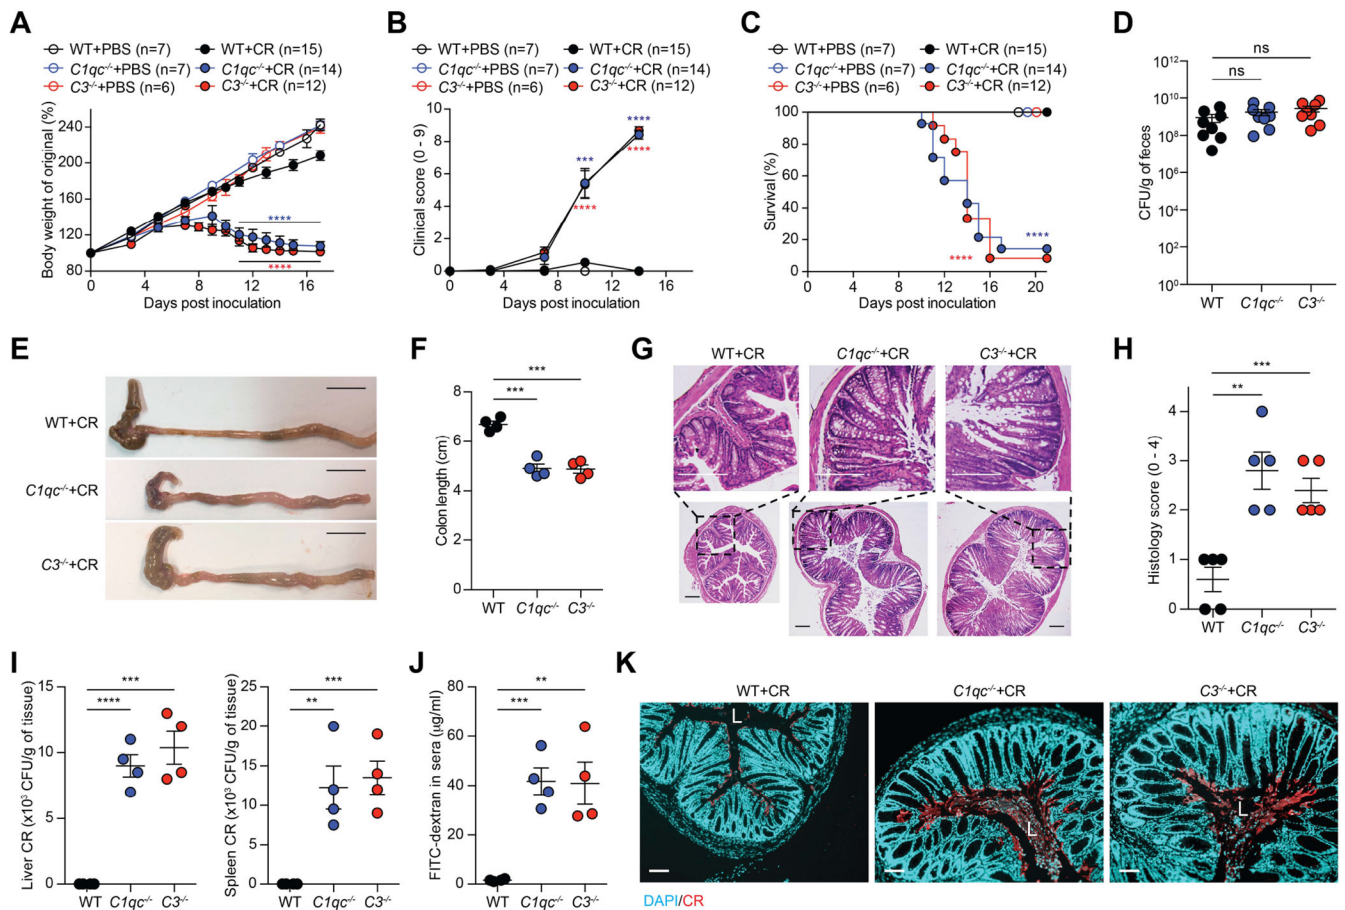 A
WT+PBS (n=7)
WT+CR (n=15)
C1qc-/-+PBS (n=7)
C1qc-/-+CR (n=14)
C3-/-+PBS (n=6)
C3-/-+CR (n=12)
Body weight of original (%)
240
200
160
120
80
****
****
0
4
8
12
16
Days post inoculation
B
WT+PBS (n=7)
WT+CR (n=15)
C1qc-/-+PBS (n=7)
C1qc-/-+CR (n=14)
C3-/-+PBS (n=6)
C3-/-+CR (n=12)
Clinical score (0 - 9)
10
8
6
4
2
0
***
****
****
****
0
4
8
12
16
Days post inoculation
C
WT+PBS (n=7)
WT+CR (n=15)
C1qc-/-+PBS (n=7)
C1qc-/-+CR (n=14)
C3-/-+PBS (n=6)
C3-/-+CR (n=12)
Survival (%)
100
80
60
40
20
0
****
****
0
4
8
12
16
20
Days post inoculation
D
ns
ns
CFU/g of feces
10^12
10^10
10^8
10^6
10^4
10^2
10^0
WT
C1qc-/-
C3-/-
E
WT+CR
C1qc-/-+CR
C3-/-+CR
F
***
***
Colon length (cm)
8
6
4
2
0
WT
C1qc-/-
C3-/-
G
WT+CR
C1qc-/-+CR
C3-/-+CR
H
***
**
Histology score (0 - 4)
4
3
2
1
0
WT
C1qc-/-
C3-/-
I
***
****
Liver CR (x10³ CFU/g of tissue)
15
10
5
0
WT
C1qc-/-
C3-/-
***
**
Spleen CR (x10³ CFU/g of tissue)
25
20
15
10
5
0
WT
C1qc-/-
C3-/-
J
**
***
FITC-dextran in sera (µg/ml)
80
60
40
20
0
WT
C1qc-/-
C3-/-
K
WT+CR
C1qc-/-+CR
C3-/-+CR
L
L
L
DAPI/CR